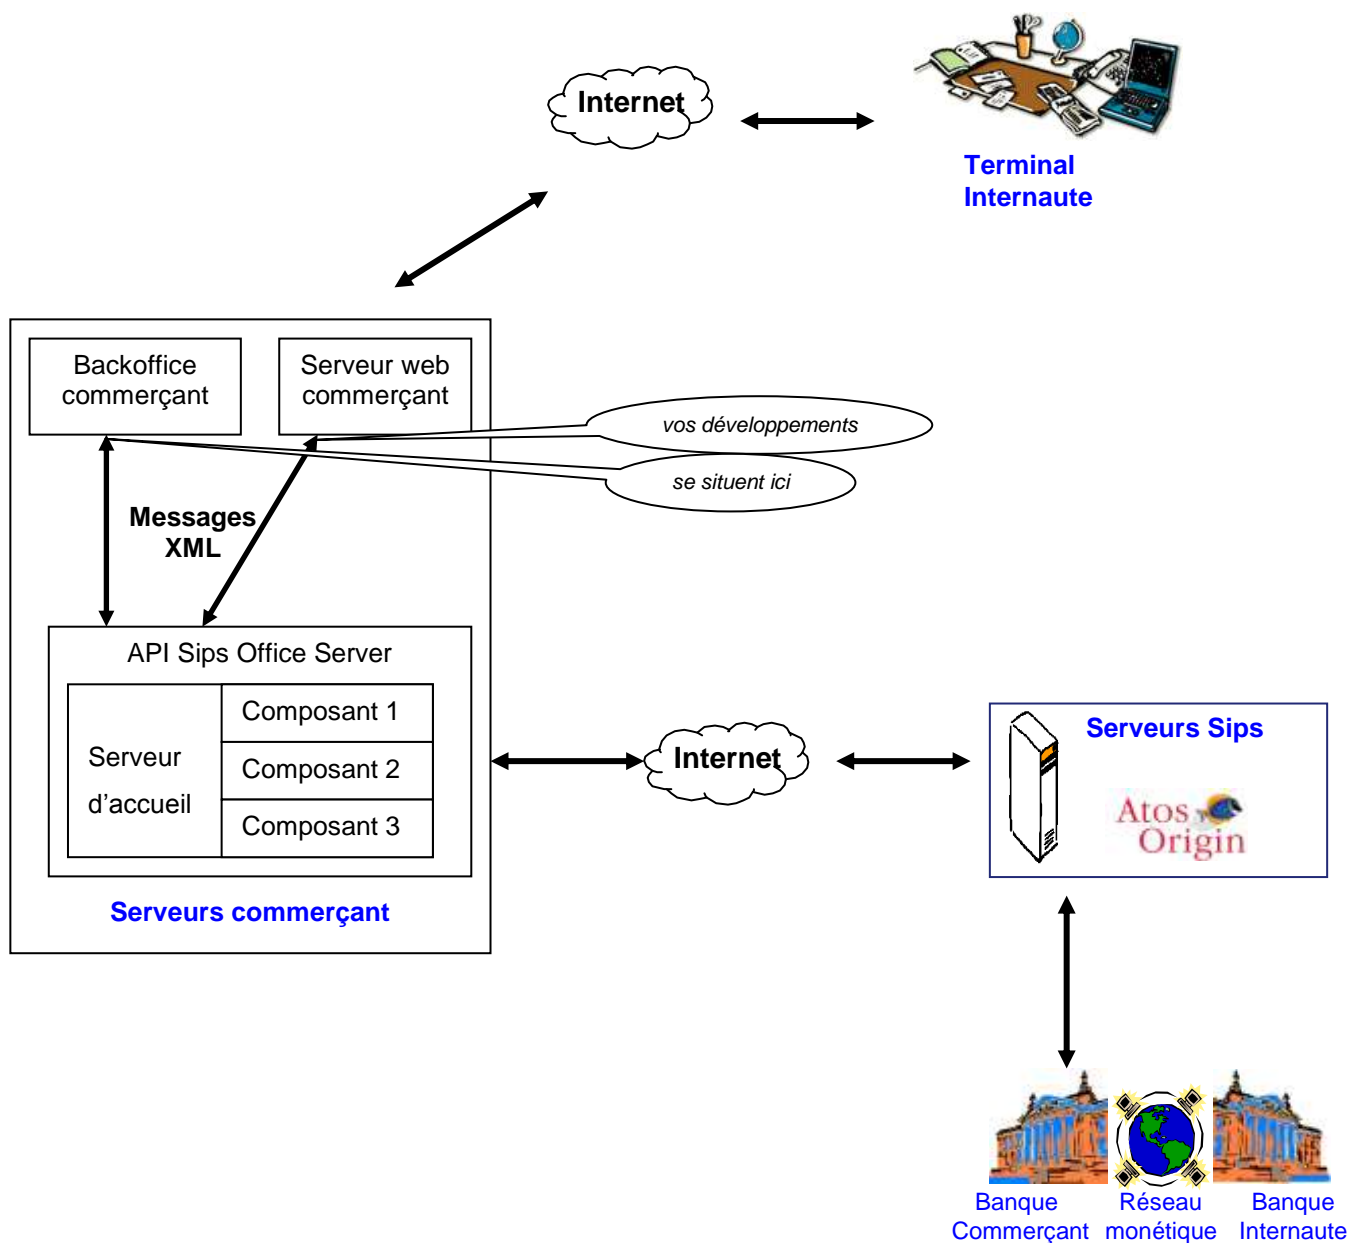 Internet
Terminal
Internaute
Backoffice
commerçant
Serveur web
commerçant
vos développements
se situent ici
Messages
XML
API Sips Office Server
Serveur
d'accueil
Composant 1
Composant 2
Composant 3
Serveurs commerçant
Internet
Serveurs Sips
Atos
Origin
Banque
Commerçant
Réseau
monétique
Banque
Internaute